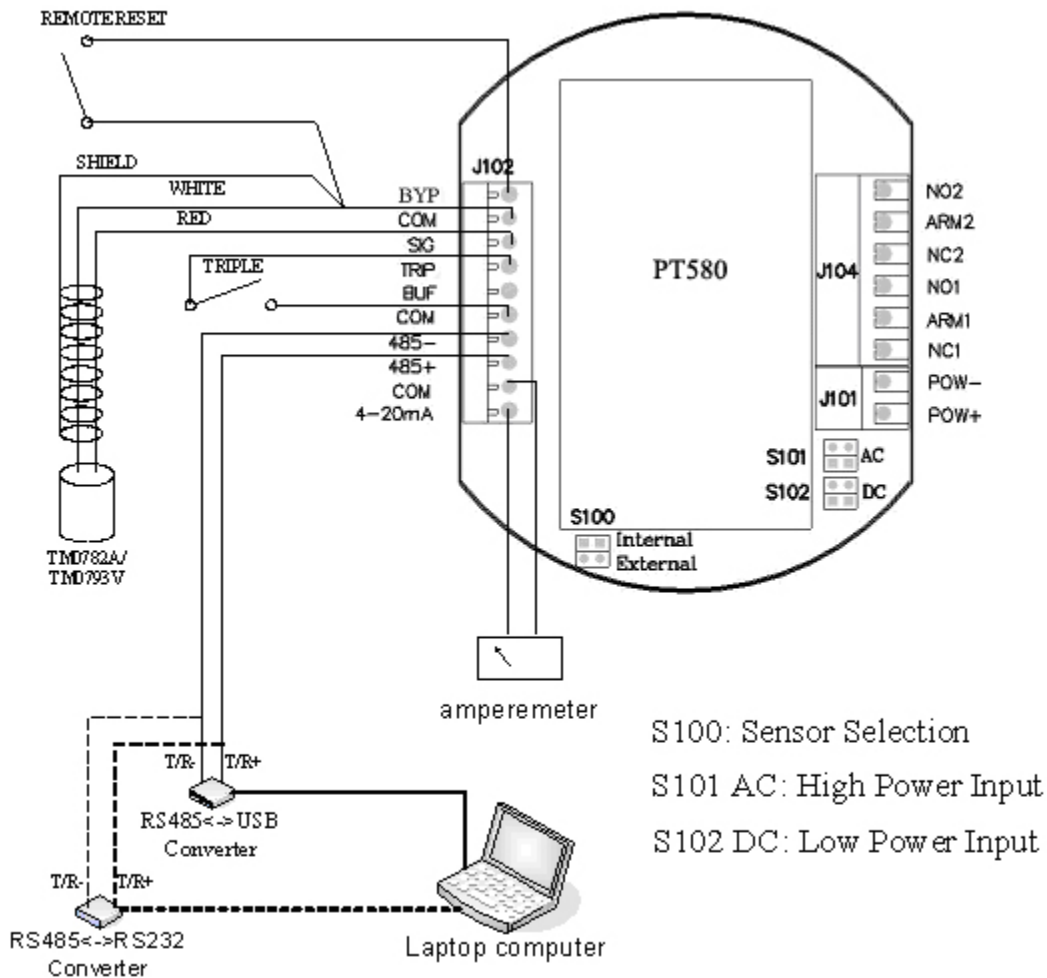 REMOTE RESET
SHIELD
WHITE
RED
TRIPLE
TM0782A/
TM0793V
J102
BYP
COM
SIG
TRIP
BUF
COM
485-
485+
COM
4-20mA
PT580
J104
NO2
ARM2
NC2
NO1
ARM1
NC1
J101
POW-
POW+
S101
AC
S102
DC
S100
Internal
External
amperemeter
T/R-
T/R+
RS485<->USB
Converter
T/R-
T/R+
RS485<->RS232
Converter
Laptop computer
S100: Sensor Selection
S101 AC: High Power Input
S102 DC: Low Power Input